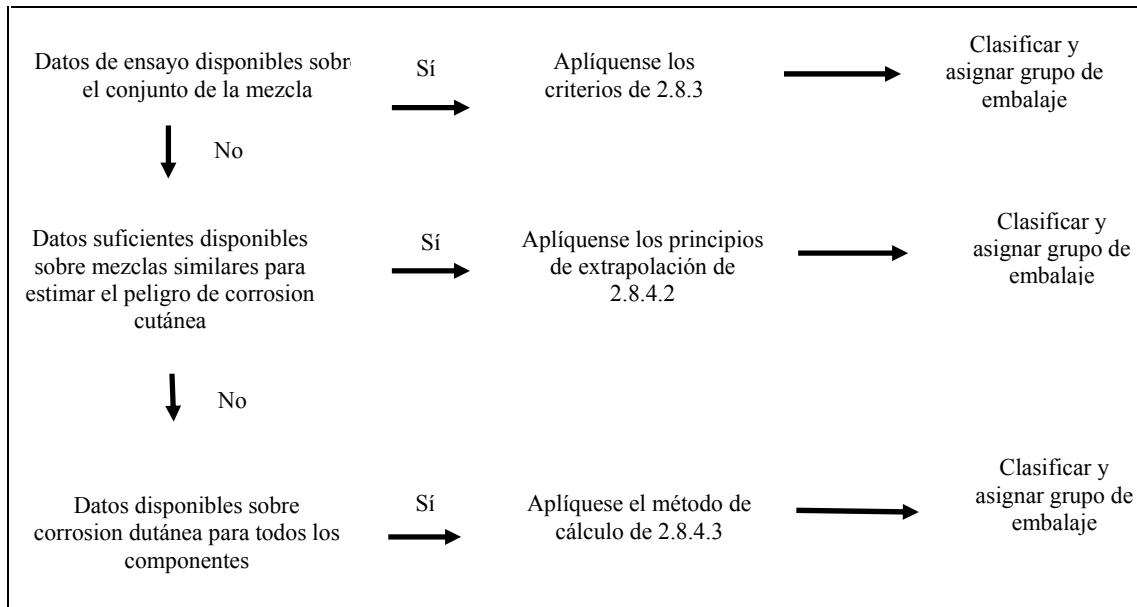 Datos de ensayo disponibles sobre
el conjunto de la mezcla
Sí
Aplíquense los
criterios de 2.8.3
Clasificar y
asignar grupo de
embalaje
No
Datos suficientes disponibles
sobre mezclas similares para
estimar el peligro de corrosion
cutánea
Sí
Aplíquense los principios
de extrapolación de
2.8.4.2
Clasificar y
asignar grupo de
embalaje
No
Datos disponibles sobre
corrosion dutánea para todos los
componentes
Sí
Aplíquese el método de
cálculo de 2.8.4.3
Clasificar y
asignar grupo de
embalaje